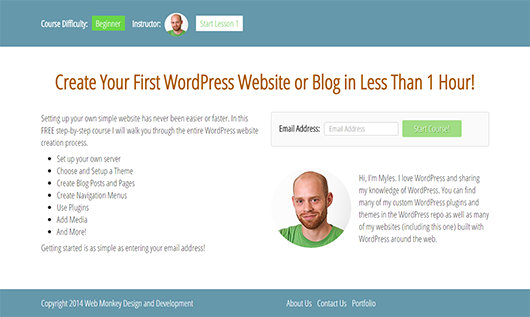 Course Difficulty: Beginner Instructor: Start Lesson 1
Create Your First WordPress Website or Blog in Less Than 1 Hour!
Setting up your own simple website has never been easier or faster. In this
FREE step-by-step course I will walk you through the entire WordPress website
creation process.
Set up your own server
Choose and Setup a Theme
Create Blog Posts and Pages
Create Navigation Menus
Use Plugins
Add Media
And More!
Getting started is as simple as entering your email address!
Email Address: Email Address Start Course!
Hi, I'm Myles. I love WordPress and sharing
my knowledge of WordPress. You can find
many of my custom WordPress plugins and
themes in the WordPress repo as well as many
of my websites (including this one) built with
WordPress around the web.
Copyright 2014 Web Monkey Design and Development
About Us Contact Us Portfolio